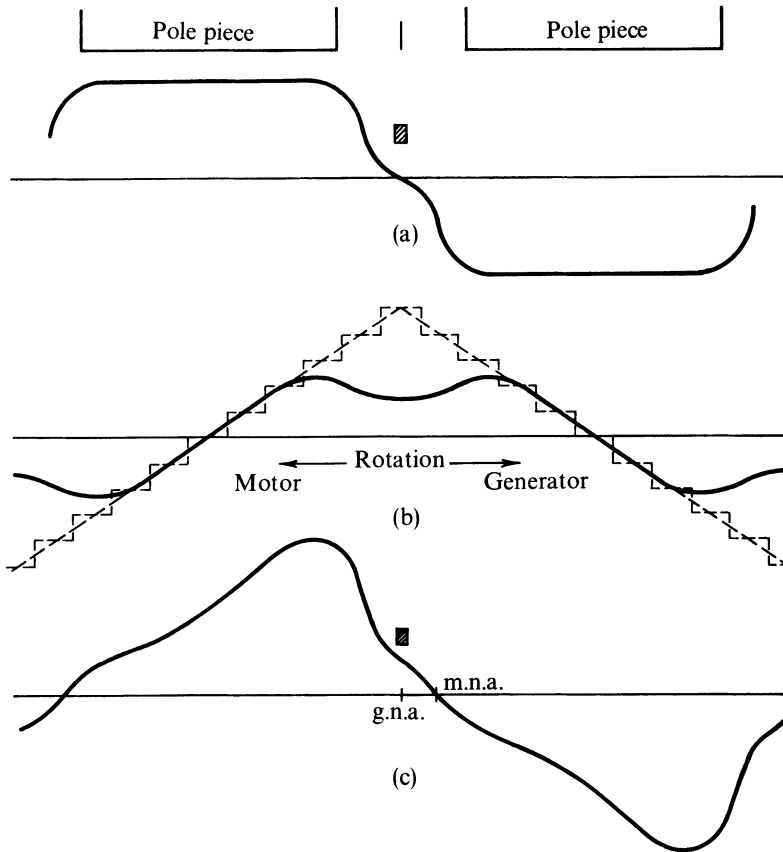 Pole piece Pole piece
(a)
Rotation
Motor Generator
(b)
m.n.a.
g.n.a.
(c)